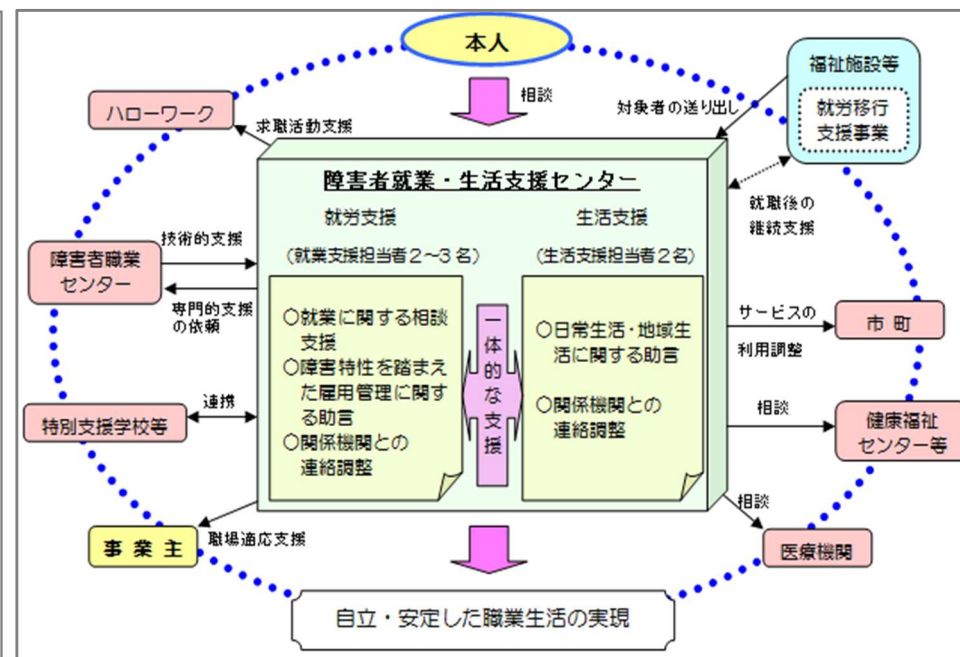 本人
相談
福祉施設等
就労移行
支援事業
対象者の送り出し
ハローワーク
求職活動支援
障害者就業・生活支援センター
就労支援
生活支援
(就業支援担当者2~3名)
(生活支援担当者2名)
就職後の
継続支援
技術的支援
障害者職業
センター
専門的支援
の依頼
○就業に関する相談
支援
○障害特性を踏まえ
た雇用管理に関す
る助言
○関係機関との
連絡調整
一体的な支援
○日常生活・地域生
活に関する助言
○関係機関との
連絡調整
サービスの
利用調整
市町
連携
特別支援学校等
相談
健康福祉
センター等
事業主
職場適応支援
相談
医療機関
自立・安定した職業生活の実現